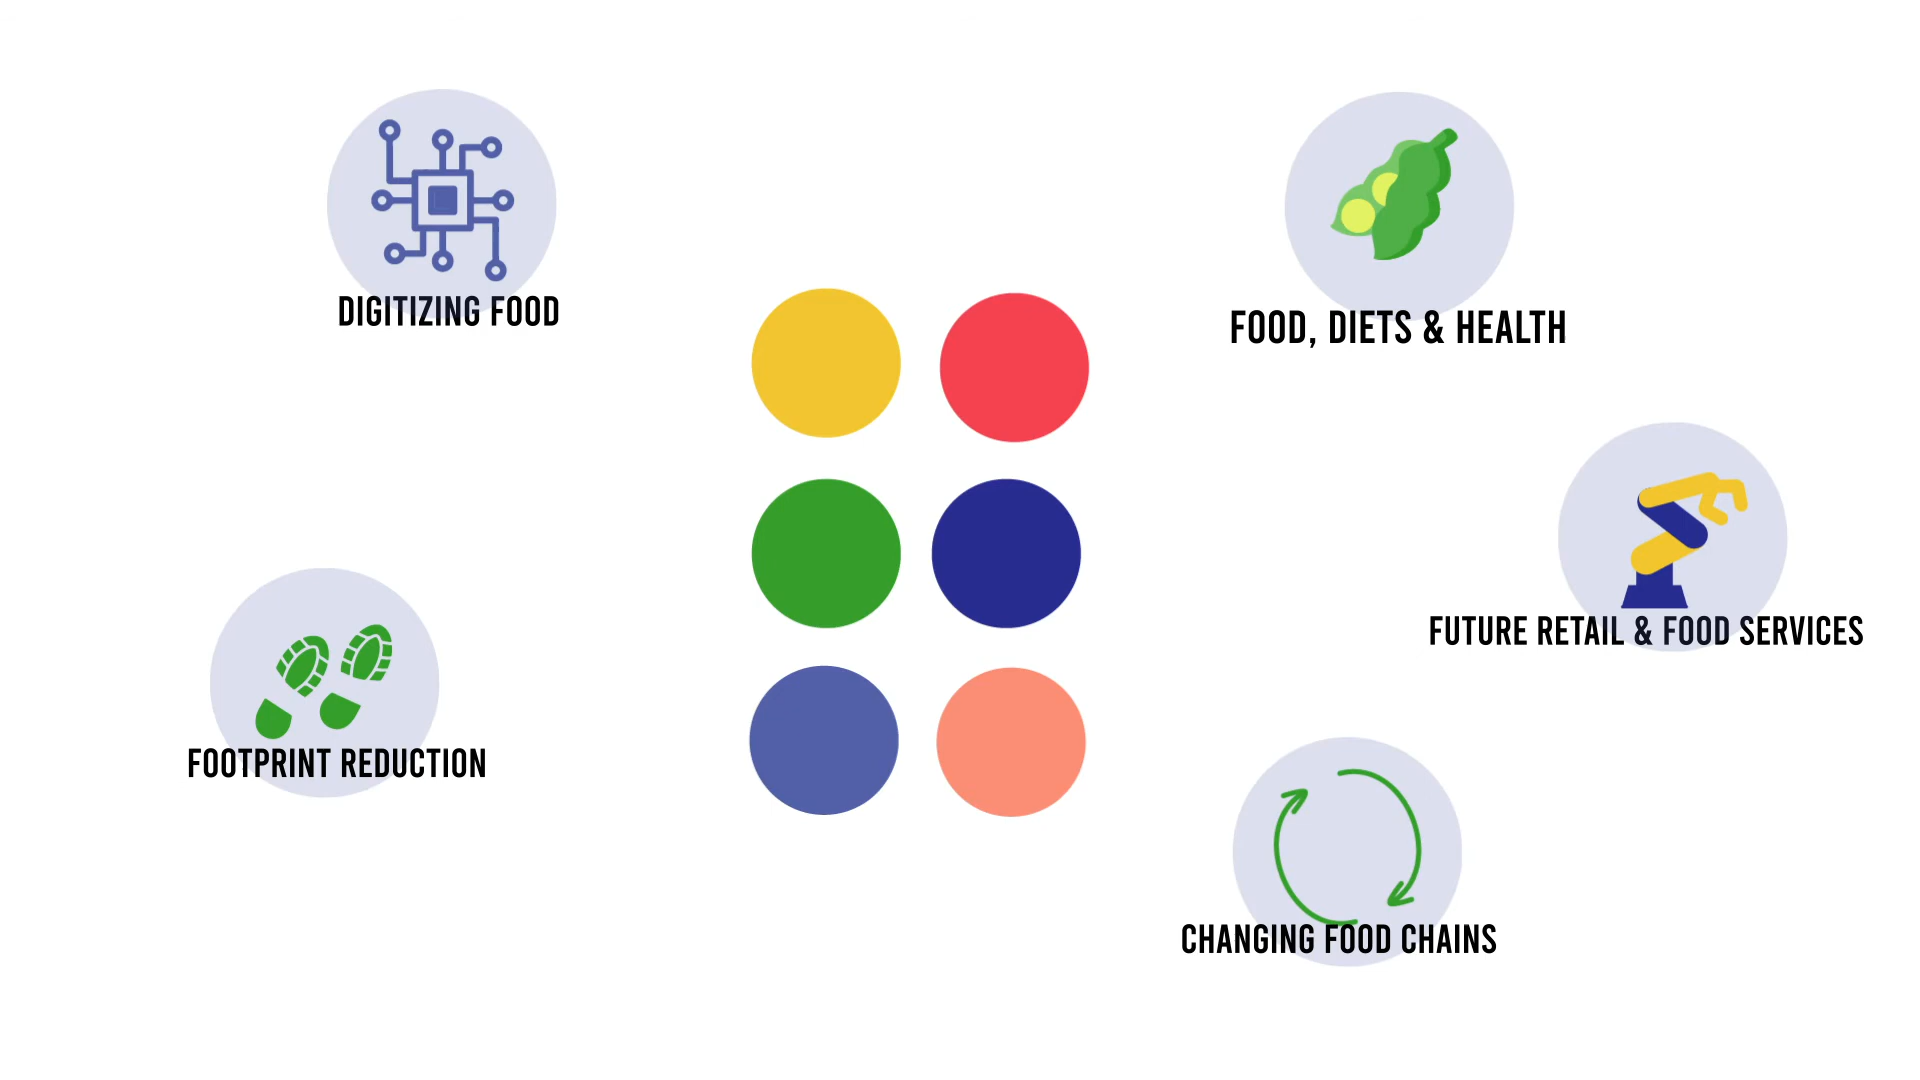 DIGITIZING FOOD
FOOD, DIETS & HEALTH
FUTURE RETAIL & FOOD SERVICES
FOOTPRINT REDUCTION
CHANGING FOOD CHAINS